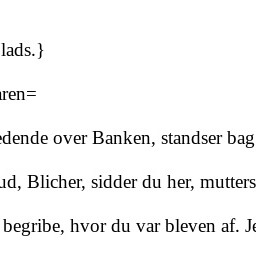 lads.}
aren=
edende over Banken, standser bag
ud, Blicher, sidder du her, mutters
begribe, hvor du var bleven af. Je